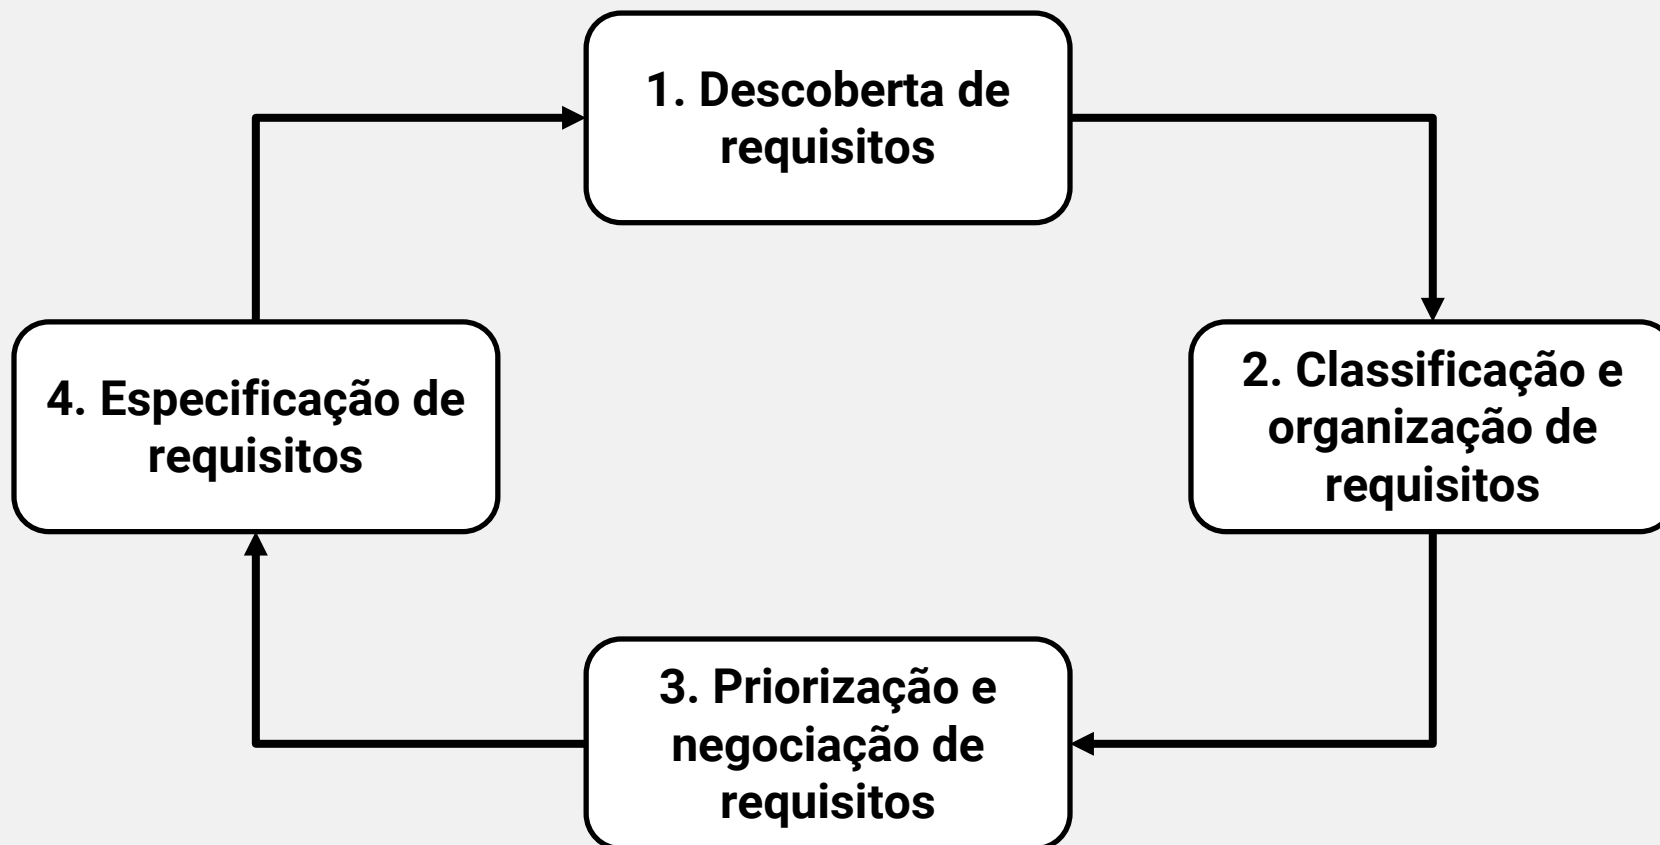 1. Descoberta de
requisitos
2. Classificação e
organização de
requisitos
3. Priorização e
negociação de
requisitos
4. Especificação de
requisitos